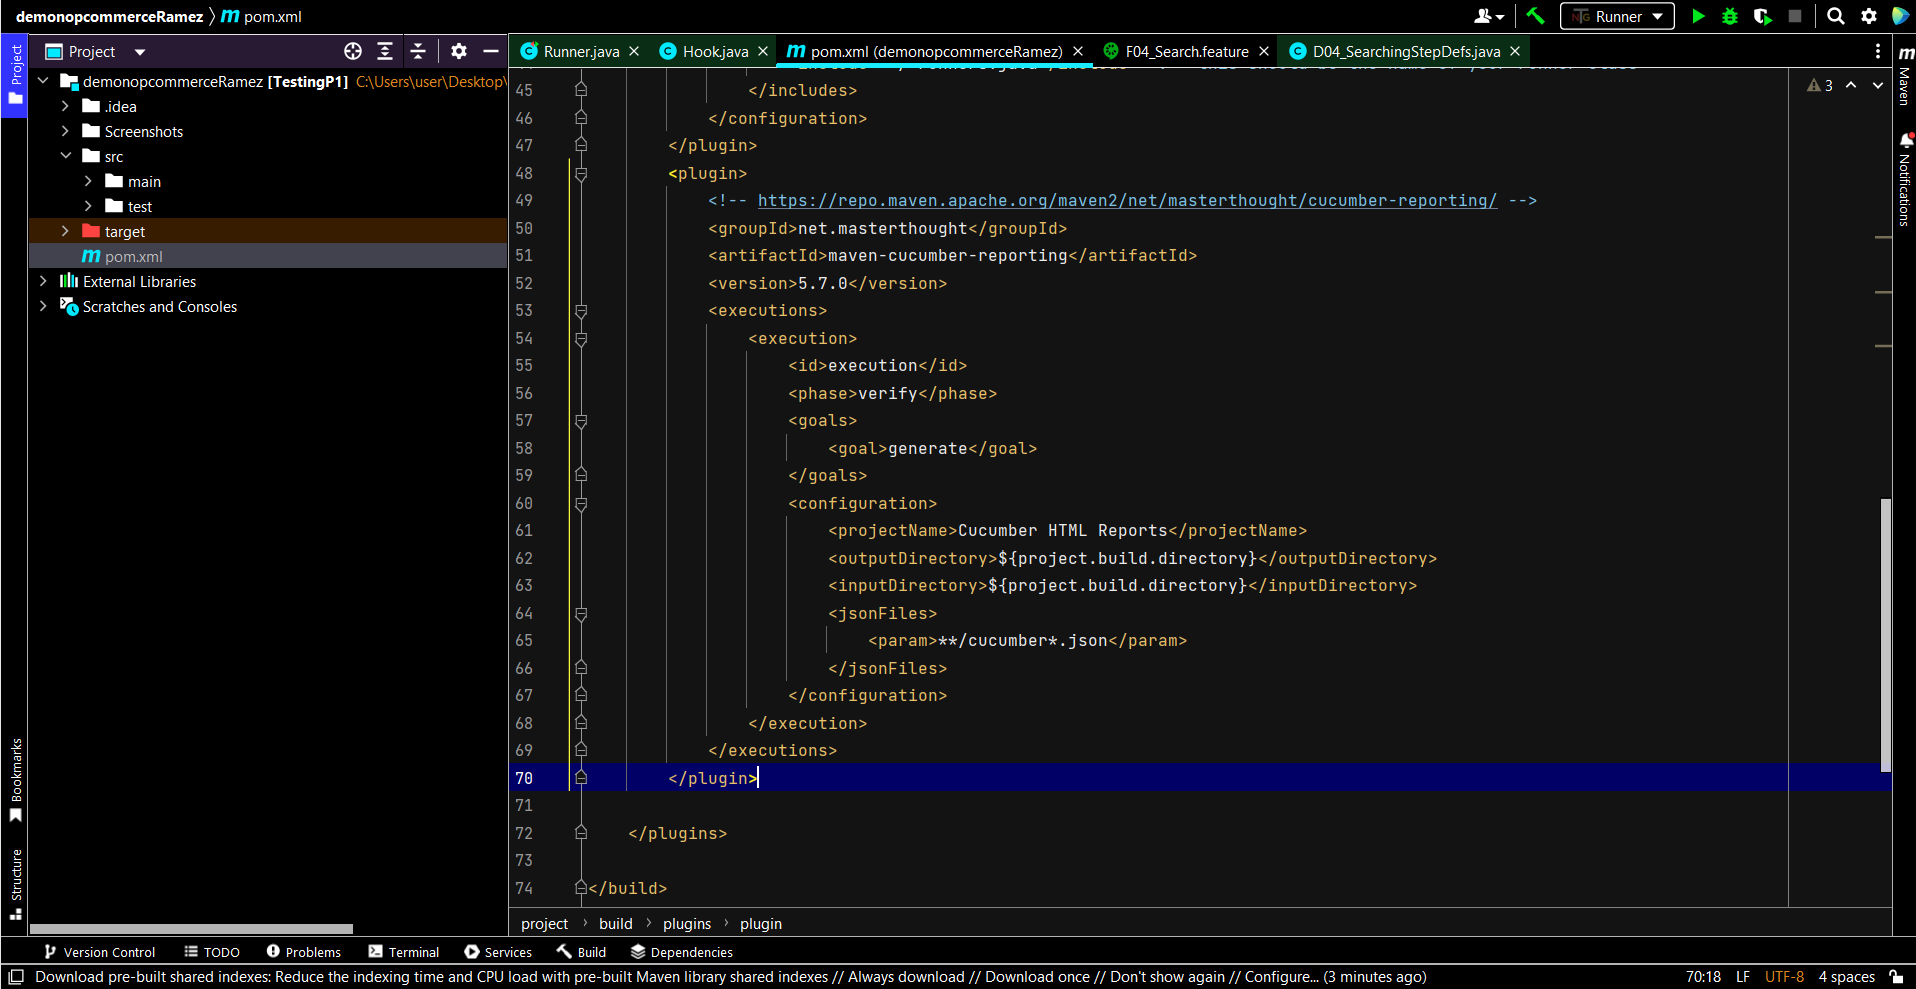 demonopcommerceRamez pom.xml
Runner
Project
Runner.java
Hook.java
pom.xml (demonopcommerceRamez)
F04_Search.feature
D04_SearchingStepDefs.java
Project
demonopcommerceRamez [TestingP1] C:\Users\user\Desktop\
.idea
Screenshots
src
main
test
target
pom.xml
External Libraries
Scratches and Consoles
Bookmarks
Structure
3
Maven
Notifications
45 </includes>
46 </configuration>
47 </plugin>
48 <plugin>
49 <!-- https://repo.maven.apache.org/maven2/net/masterthought/cucumber-reporting/ -->
50 <groupId>net.masterthought</groupId>
51 <artifactId>maven-cucumber-reporting</artifactId>
52 <version>5.7.0</version>
53 <executions>
54 <execution>
55 <id>execution</id>
56 <phase>verify</phase>
57 <goals>
58 <goal>generate</goal>
59 </goals>
60 <configuration>
61 <projectName>Cucumber HTML Reports</projectName>
62 <outputDirectory>${project.build.directory}</outputDirectory>
63 <inputDirectory>${project.build.directory}</inputDirectory>
64 <jsonFiles>
65 <param>**/cucumber*.json</param>
66 </jsonFiles>
67 </configuration>
68 </execution>
69 </executions>
70 </plugin>
71
72 </plugins>
73
74 </build>
project › build › plugins › plugin
Version Control TODO Problems Terminal Services Build Dependencies
Download pre-built shared indexes: Reduce the indexing time and CPU load with pre-built Maven library shared indexes // Always download // Download once // Don't show again // Configure... (3 minutes ago)
70:18 LF UTF-8 4 spaces